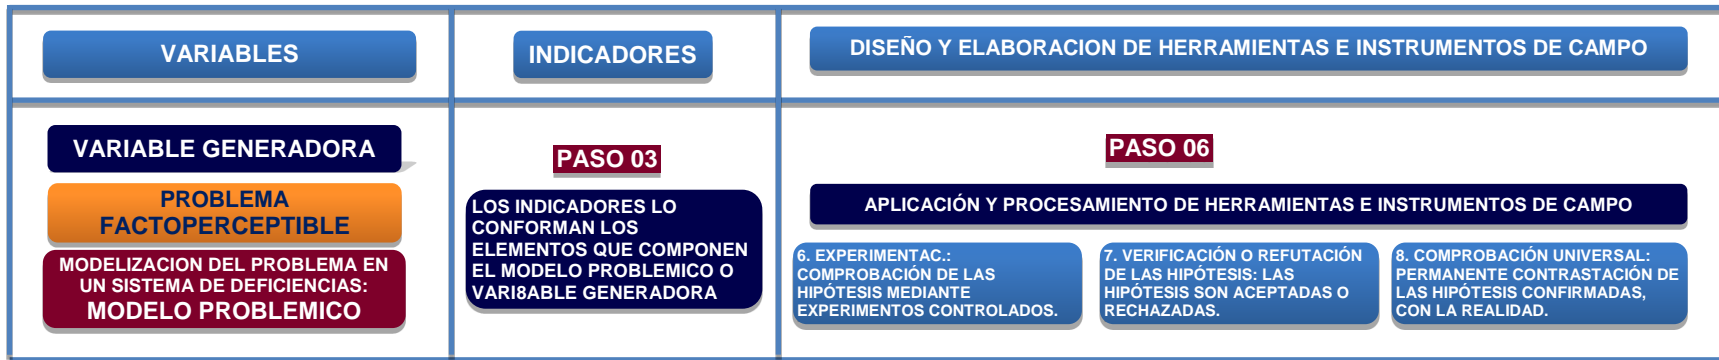 VARIABLES
INDICADORES
DISEÑO Y ELABORACION DE HERRAMIENTAS E INSTRUMENTOS DE CAMPO
VARIABLE GENERADORA
PROBLEMA
FACTOPERCEPTIBLE
MODELIZACION DEL PROBLEMA EN
UN SISTEMA DE DEFICIENCIAS:
MODELO PROBLEMICO
PASO 03
LOS INDICADORES LO
CONFORMAN LOS
ELEMENTOS QUE COMPONEN
EL MODELO PROBLEMICO O
VARI8ABLE GENERADORA
PASO 06
APLICACIÓN Y PROCESAMIENTO DE HERRAMIENTAS E INSTRUMENTOS DE CAMPO
6. EXPERIMENTAC.:
COMPROBACIÓN DE LAS
HIPÓTESIS MEDIANTE
EXPERIMENTOS CONTROLADOS.
7. VERIFICACIÓN O REFUTACIÓN
DE LAS HIPÓTESIS: LAS
HIPÓTESIS SON ACEPTADAS O
RECHAZADAS.
8. COMPROBACIÓN UNIVERSAL:
PERMANENTE CONTRASTACIÓN DE
LAS HIPÓTESIS CONFIRMADAS,
CON LA REALIDAD.